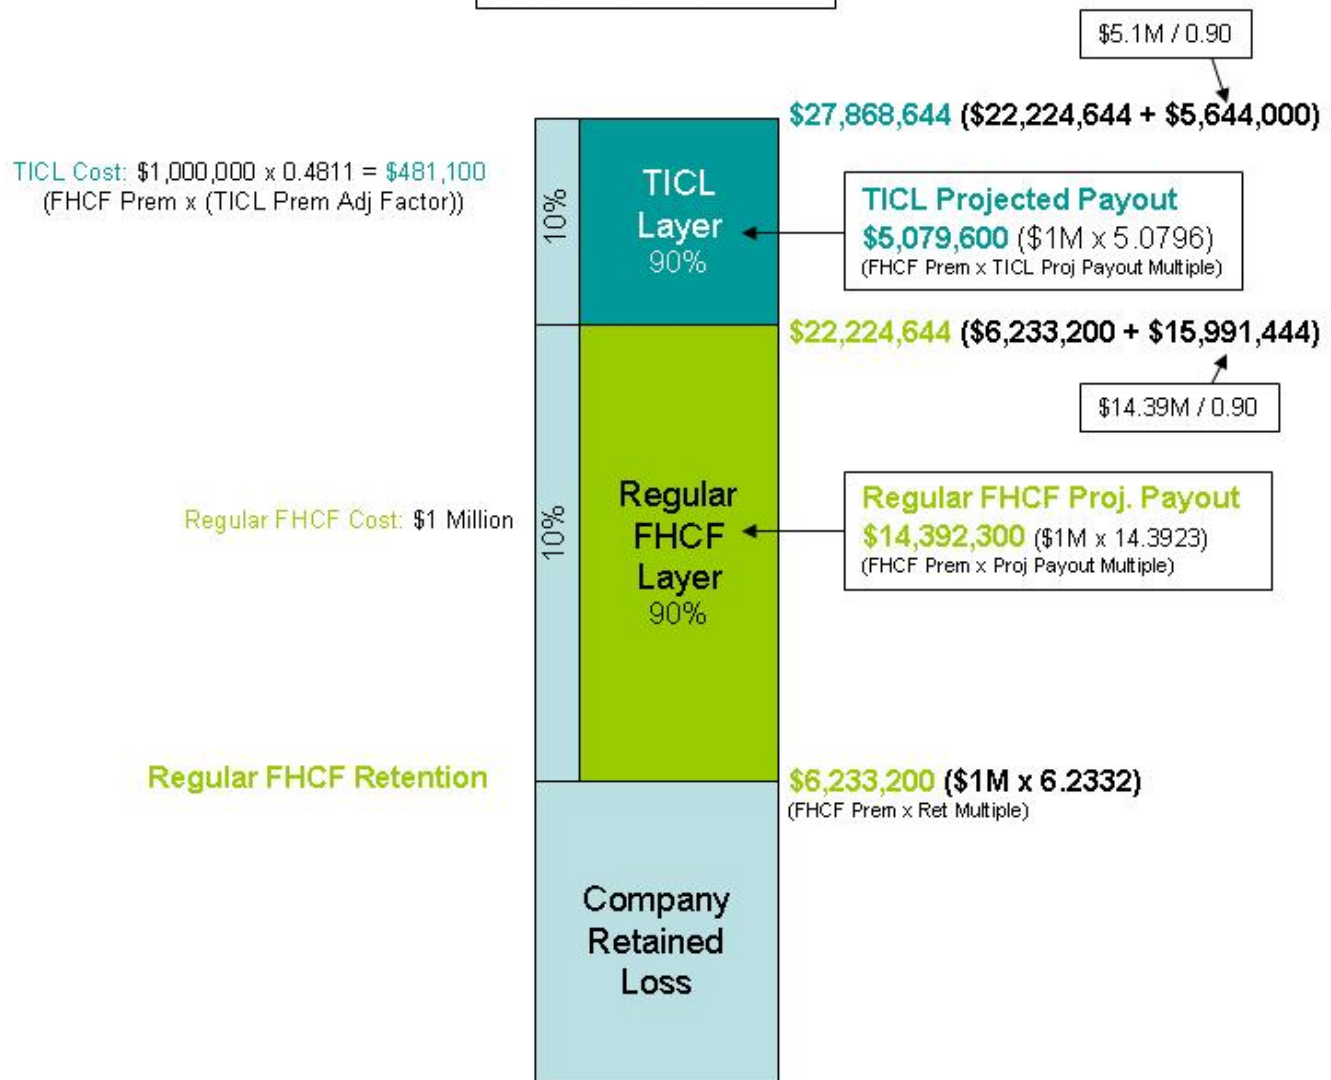 $5.1M / 0.90
$27,868,644 ($22,224,644 + $5,644,000)
TICL Cost: $1,000,000 x 0.4811 = $481,100
(FHCF Prem x (TICL Prem Adj Factor))
10%
TICL
Layer
90%
TICL Projected Payout
$5,079,600 ($1M x 5.0796)
(FHCF Prem x TICL Proj Payout Multiple)
$22,224,644 ($6,233,200 + $15,991,444)
$14.39M / 0.90
Regular FHCF Cost: $1 Million
10%
Regular
FHCF
Layer
90%
Regular FHCF Proj. Payout
$14,392,300 ($1M x 14.3923)
(FHCF Prem x Proj Payout Multiple)
Regular FHCF Retention
$6,233,200 ($1M x 6.2332)
(FHCF Prem x Ret Multiple)
Company
Retained
Loss